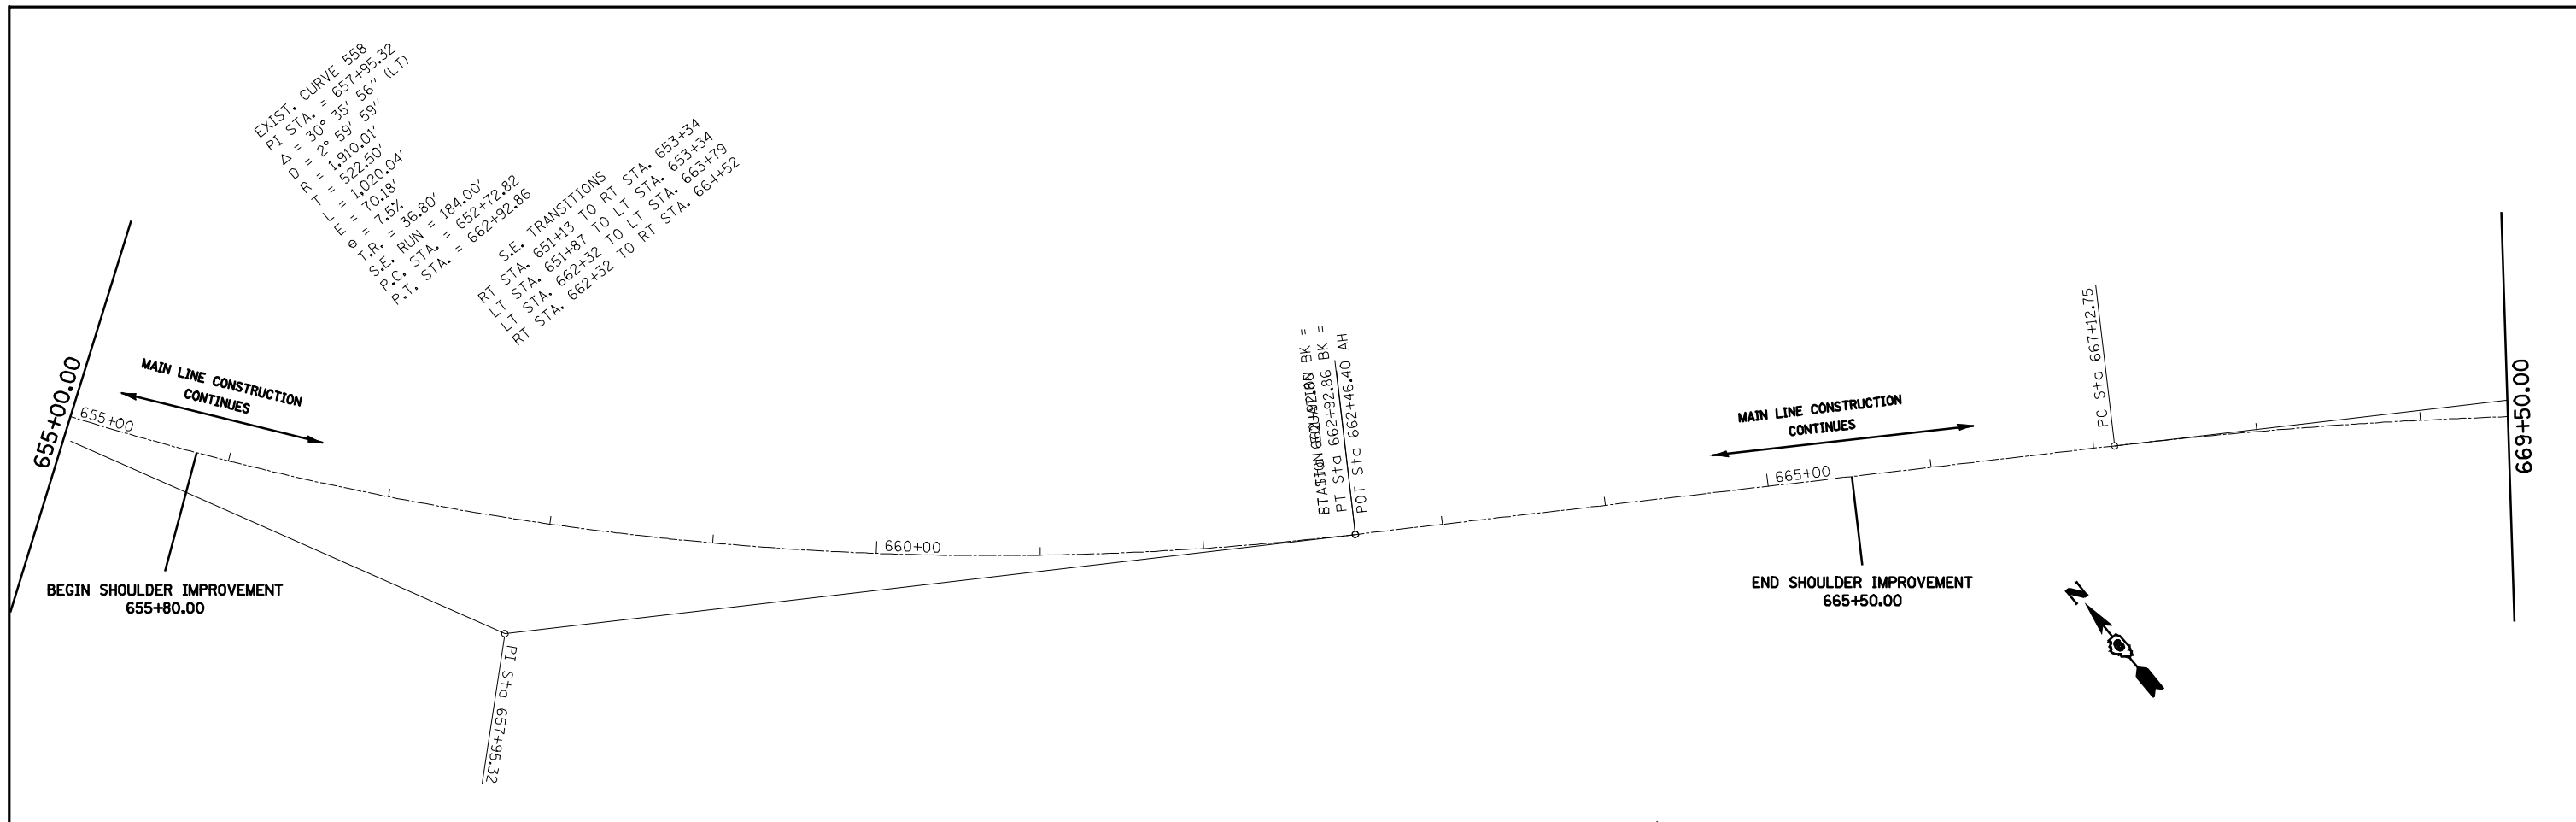 EXIST. CURVE 558
PI STA. = 657+95.32
Δ = 30° 35' 56" (LT)
D = 2° 59' 59"
R = 1,910.01'
T = 522.50'
L = 1,020.04'
E = 70.18'
e = 7.5%
T.R. = 36.80'
S.E. RUN = 184.00'
P.C. STA. = 652+72.82
P.T. STA. = 662+92.86
S.E. TRANSITIONS
RT STA. 651+13 TO RT STA. 653+34
LT STA. 651+87 TO LT STA. 653+34
LT STA. 662+32 TO LT STA. 663+79
RT STA. 662+32 TO RT STA. 664+52
655+00.00
MAIN LINE CONSTRUCTION
CONTINUES
655+00
BEGIN SHOULDER IMPROVEMENT
655+80.00
PI Sta 657+95.32
660+00
BK =
PT Sta 662+92.86 BK =
POT Sta 662+46.40 AH
MAIN LINE CONSTRUCTION
CONTINUES
665+00
END SHOULDER IMPROVEMENT
665+50.00
PC Sta 667+12.75
669+50.00
N